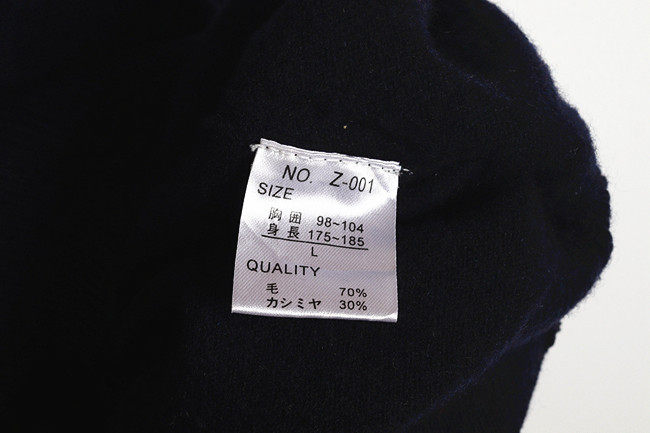 NO. Z-001
SIZE
胸囲 98~104
身長 175~185
L
QUALITY
毛 70%
カシミヤ 30%